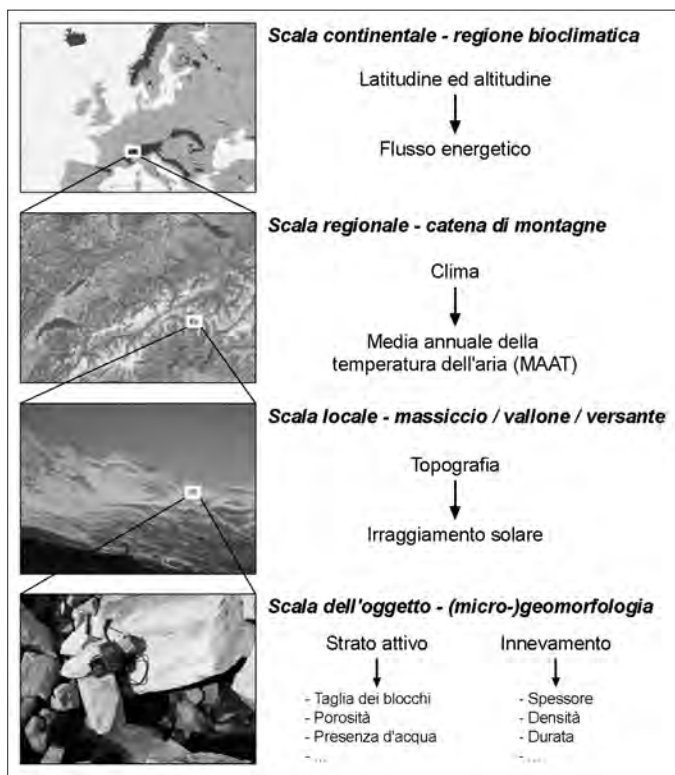 Scala continentale - regione bioclimatica
Latitudine ed altitudine
Flusso energetico
Scala regionale - catena di montagne
Clima
Media annuale della
temperatura dell'aria (MAAT)
Scala locale - massiccio / vallone / versante
Topografia
Irraggiamento solare
Scala dell'oggetto - (micro-)geomorfologia
Strato attivo
- Taglia dei blocchi
- Porosità
- Presenza d'acqua
- ...
Innevamento
- Spessore
- Densità
- Durata
- ...